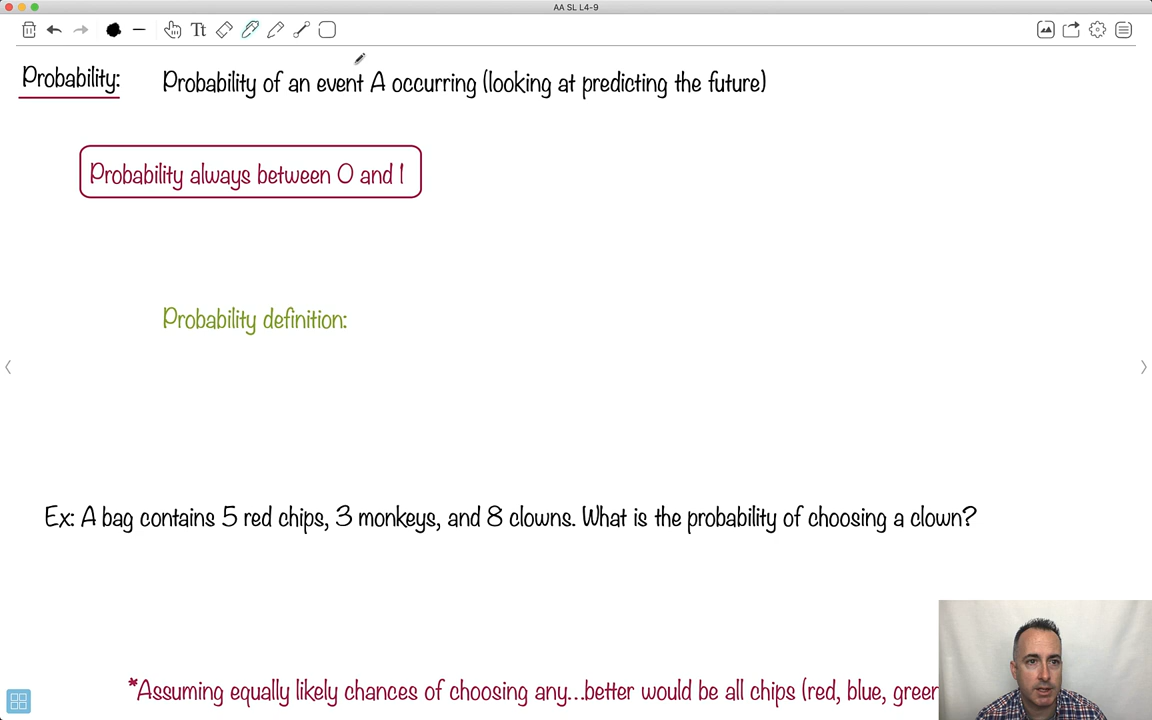 AA SL L4-9
Tt
Probability: Probability of an event A occurring (looking at predicting the future)
Probability always between 0 and 1
Probability definition:
Ex: A bag contains 5 red chips, 3 monkeys, and 8 clowns. What is the probability of choosing a clown?
*Assuming equally likely chances of choosing any...better would be all chips (red, blue, green